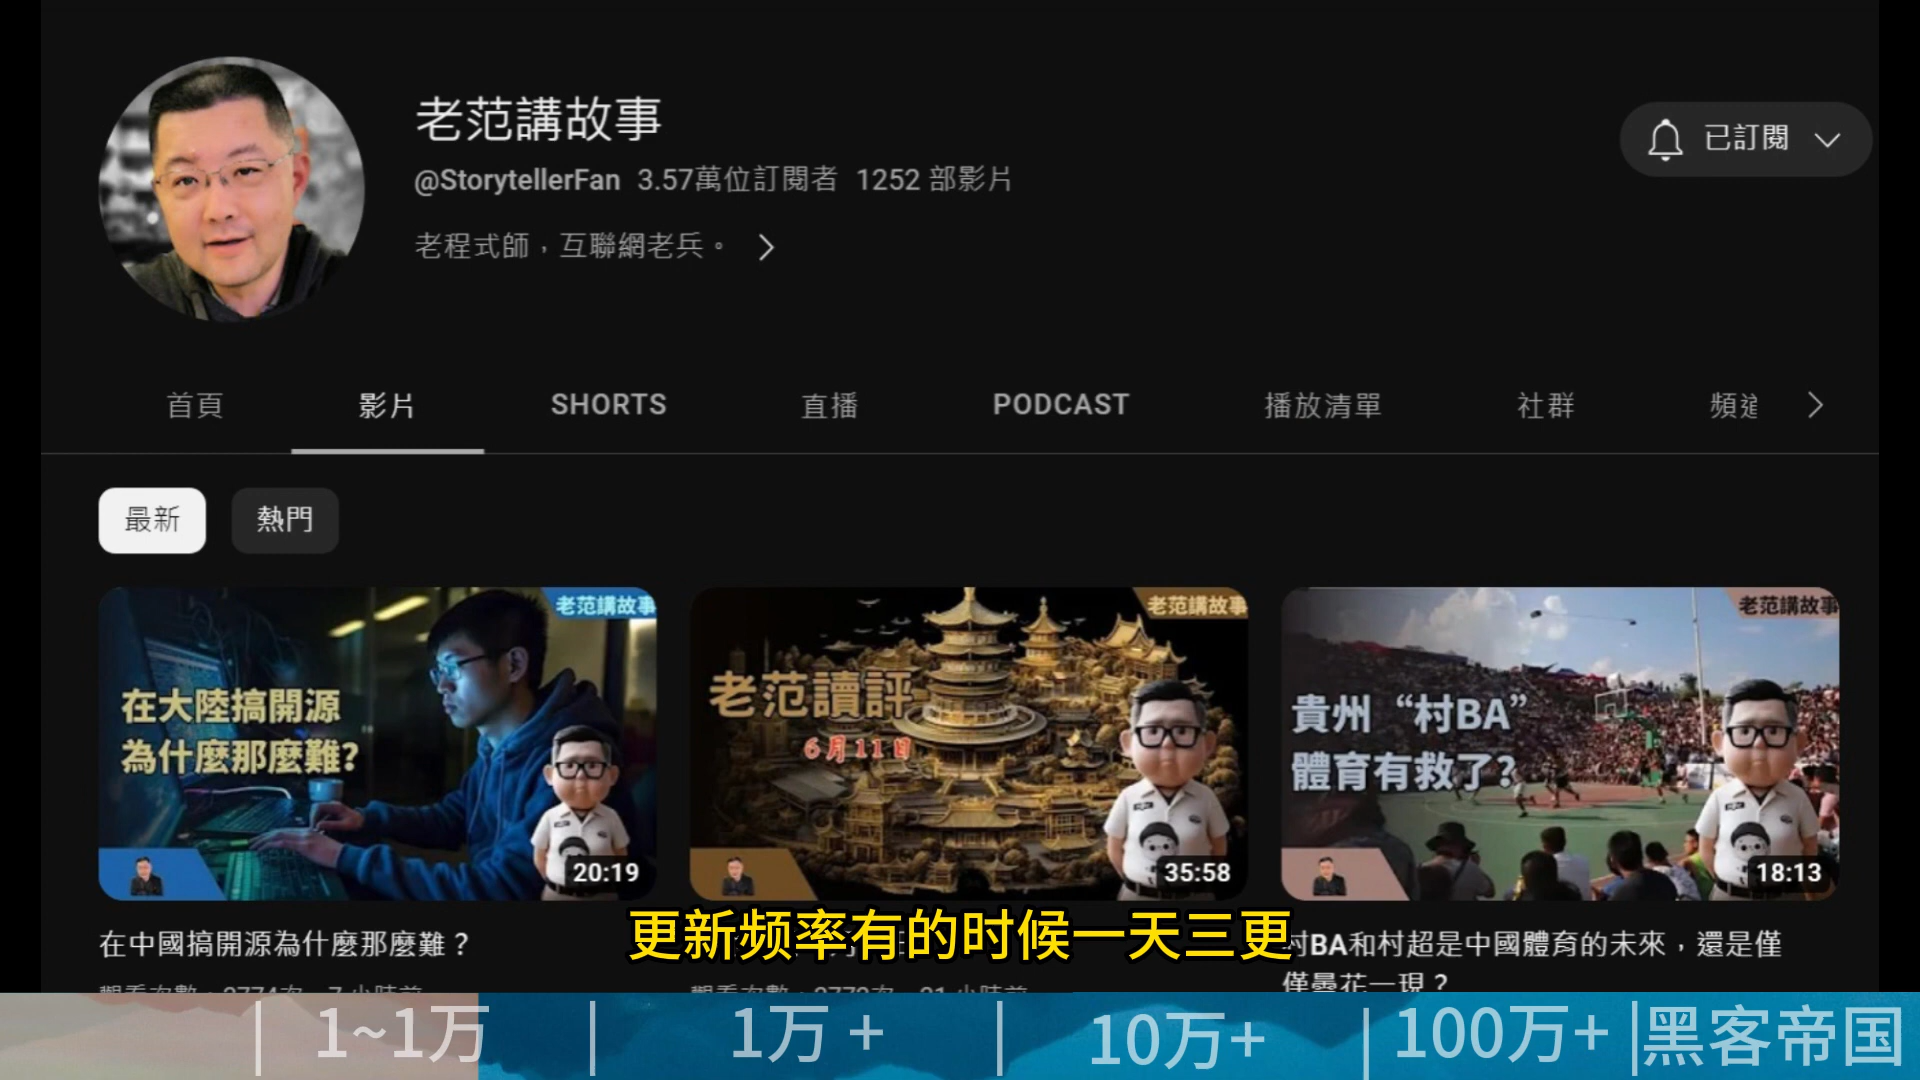 老范講故事
@StorytellerFan 3.57萬位訂閱者 1252 部影片
已訂閱
老程式師，互聯網老兵。
首頁 影片 SHORTS 直播 PODCAST 播放清單 社群 頻道
最新 熱門
老范講故事
在大陸搞開源
為什麼那麼難?
20:19
老范講故事
老范讀評
6月11日
35:58
老范講故事
貴州“村BA”
體育有救了?
18:13
在中國搞開源為什麼那麼難？
更新频率有的时候一天三更
村BA和村超是中國體育的未來，還是僅
僅曇花一現？
1~1万 1万 + 10万+ 100万+ 黑客帝国